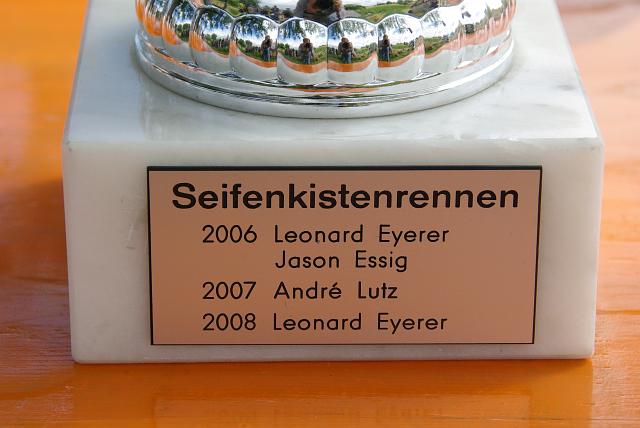 Seifenkistenrennen
2006 Leonard Eyerer
Jason Essig
2007 André Lutz
2008 Leonard Eyerer